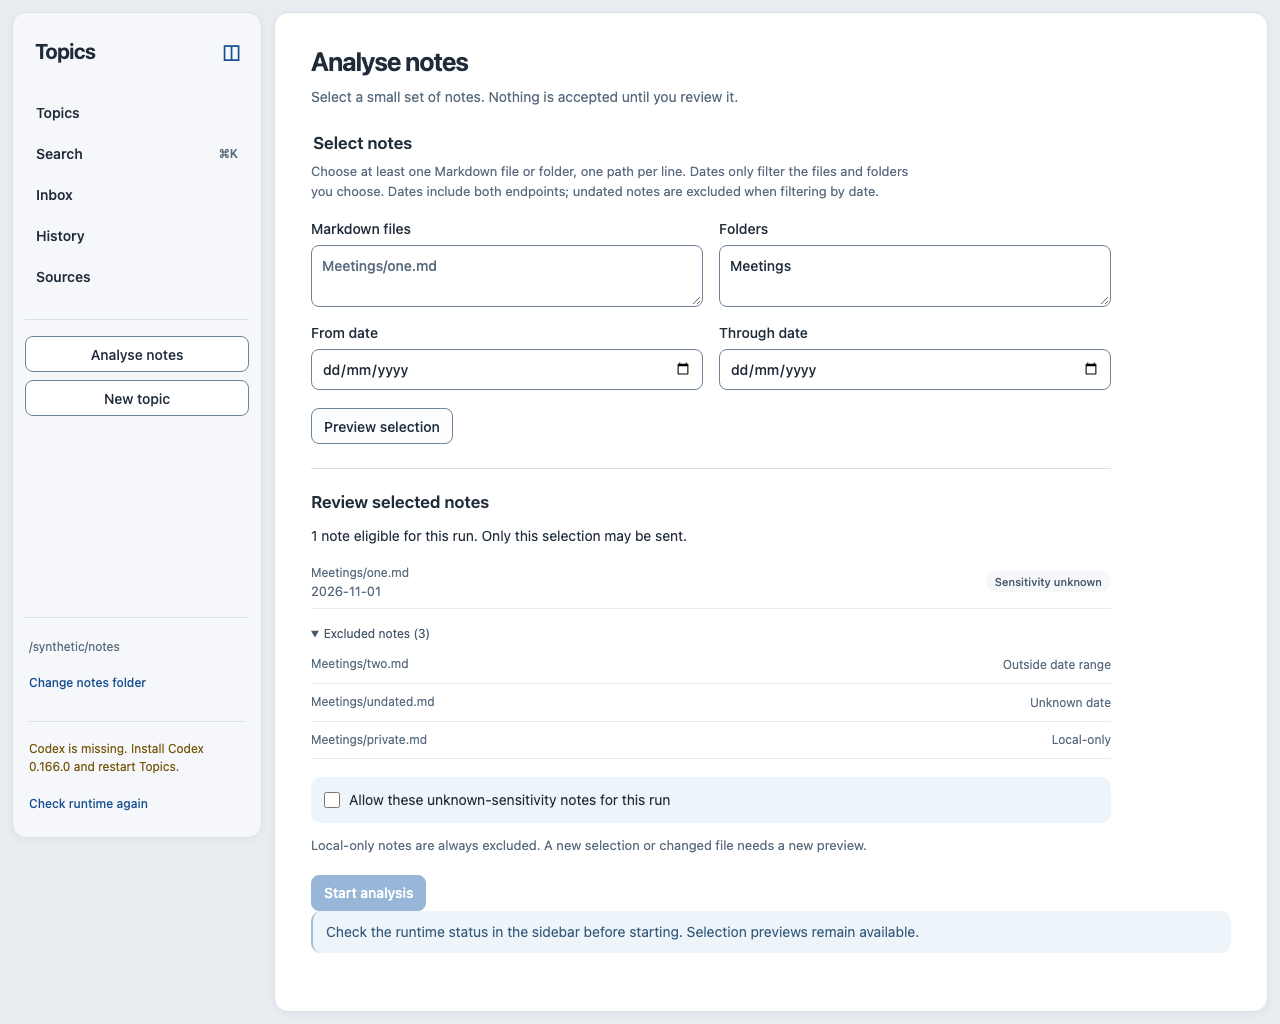 Topics
Topics
Search ⌘K
Inbox
History
Sources
Analyse notes
New topic
/synthetic/notes
Change notes folder
Codex is missing. Install Codex
0.166.0 and restart Topics.
Check runtime again
Analyse notes
Select a small set of notes. Nothing is accepted until you review it.
Select notes
Choose at least one Markdown file or folder, one path per line. Dates only filter the files and folders
you choose. Dates include both endpoints; undated notes are excluded when filtering by date.
Markdown files
Meetings/one.md
Folders
Meetings
From date
dd/mm/yyyy
Through date
dd/mm/yyyy
Preview selection
Review selected notes
1 note eligible for this run. Only this selection may be sent.
Meetings/one.md
2026-11-01
Sensitivity unknown
▼ Excluded notes (3)
Meetings/two.md Outside date range
Meetings/undated.md Unknown date
Meetings/private.md Local-only
Allow these unknown-sensitivity notes for this run
Local-only notes are always excluded. A new selection or changed file needs a new preview.
Start analysis
Check the runtime status in the sidebar before starting. Selection previews remain available.